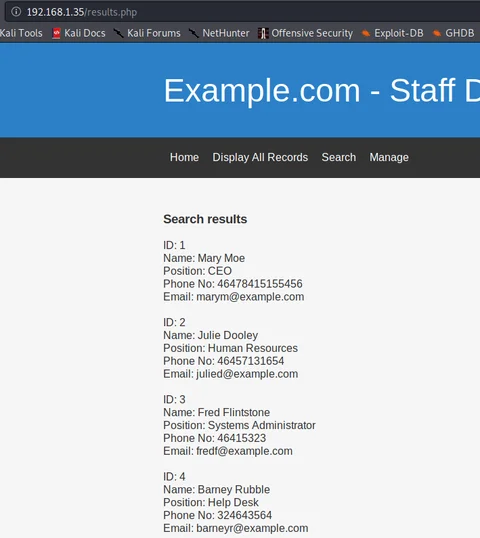 192.168.1.35/results.php
Kali Tools Kali Docs Kali Forums NetHunter Offensive Security Exploit-DB GHDB
Example.com - Staff D
Home Display All Records Search Manage
Search results
ID: 1
Name: Mary Moe
Position: CEO
Phone No: 46478415155456
Email: marym@example.com
ID: 2
Name: Julie Dooley
Position: Human Resources
Phone No: 46457131654
Email: julied@example.com
ID: 3
Name: Fred Flintstone
Position: Systems Administrator
Phone No: 46415323
Email: fredf@example.com
ID: 4
Name: Barney Rubble
Position: Help Desk
Phone No: 324643564
Email: barneyr@example.com